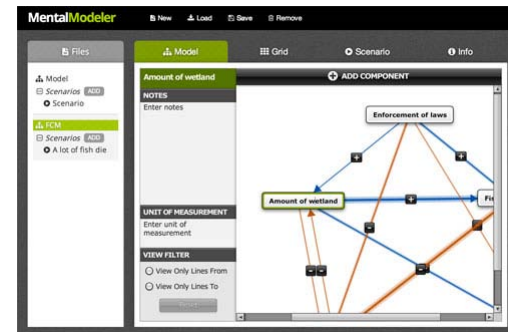 MentalModeler
New
Load
Save
Remove
Files
Model
Grid
Scenario
Info
Model
Scenarios ADD
Scenario
FCM
Scenarios ADD
A lot of fish die
Amount of wetland
NOTES
Enter notes
UNIT OF MEASUREMENT
Enter unit of
measurement
VIEW FILTER
View Only Lines From
View Only Lines To
ADD COMPONENT
Enforcement of laws
Amount of wetland